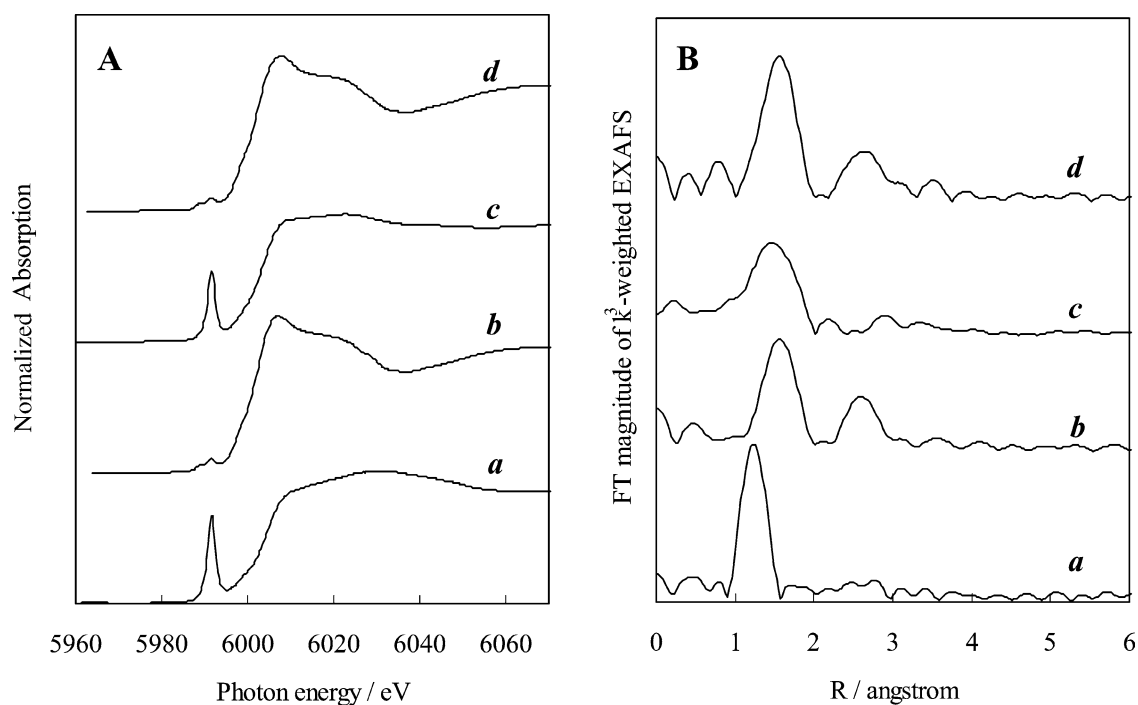 A
d
c
b
a
Normalized Absorption
5960 5980 6000 6020 6040 6060
Photon energy / eV
B
d
c
b
a
FT magnitude of k³-weighted EXAFS
0 1 2 3 4 5 6
R / angstrom